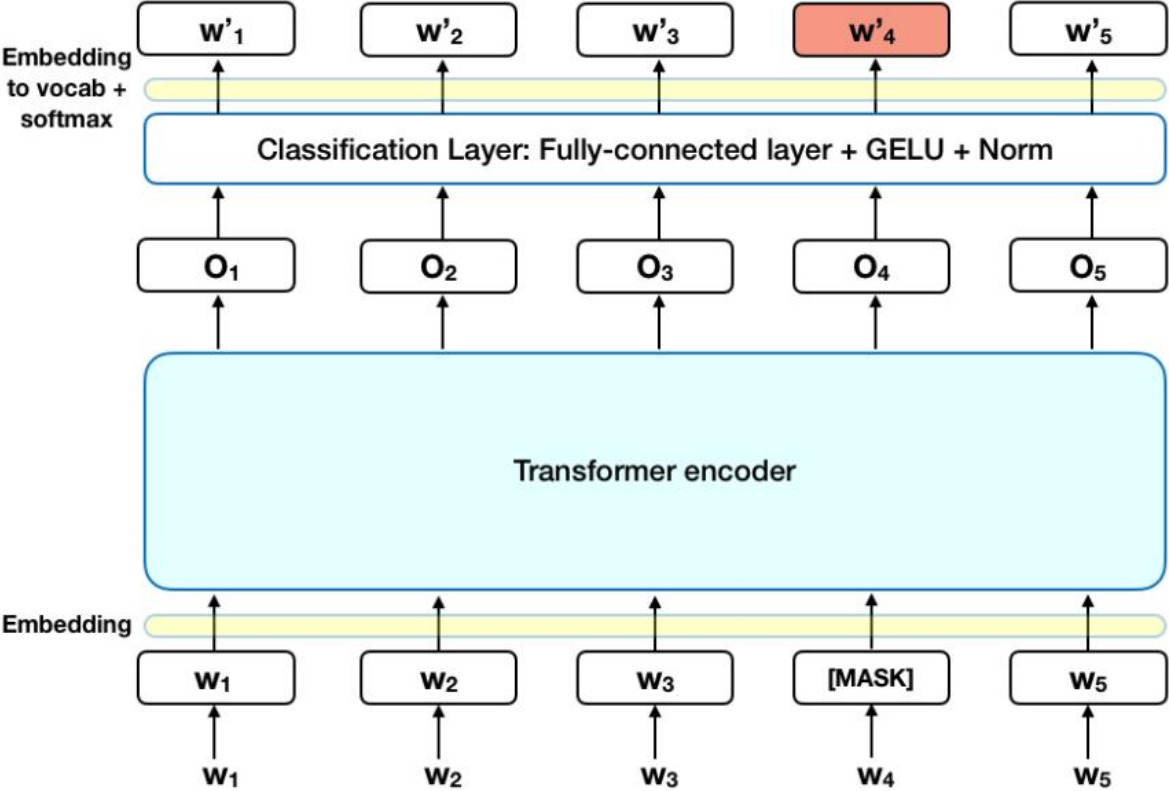 w’₁ w’₂ w’₃ w’₄ w’₅
Embedding
to vocab +
softmax
Classification Layer: Fully-connected layer + GELU + Norm
O₁ O₂ O₃ O₄ O₅
Transformer encoder
Embedding
W₁ W₂ W₃ [MASK] W₅
W₁ W₂ W₃ W₄ W₅